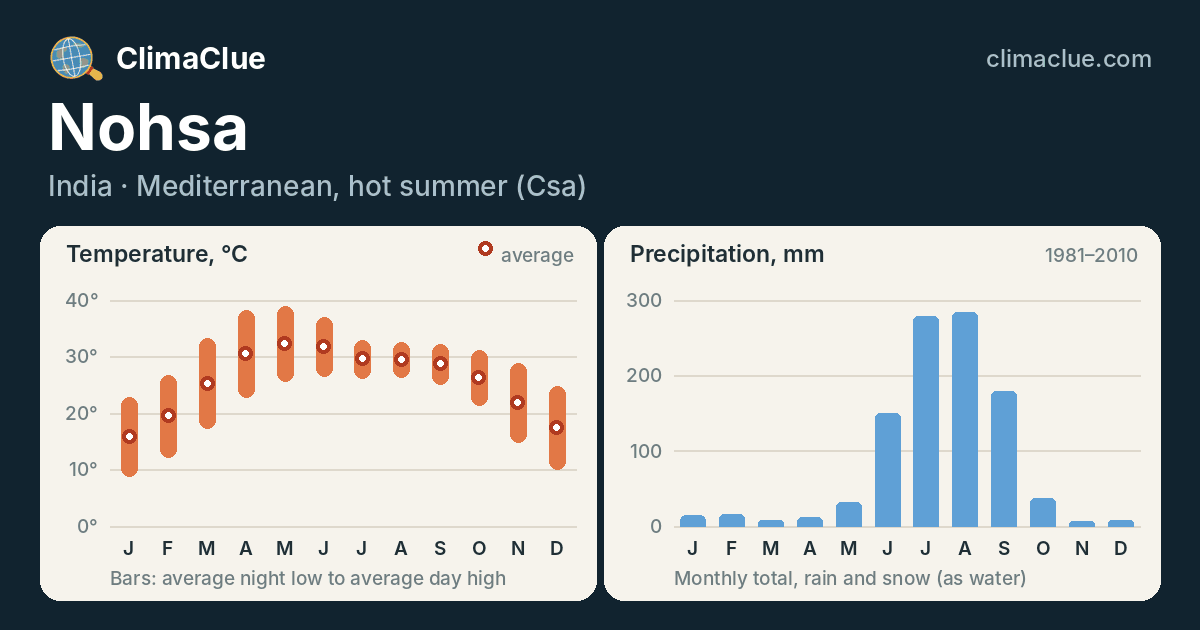 ClimaClue
climaclue.com
Nohsa
India · Mediterranean, hot summer (Csa)
Temperature, °C
average
40°
30°
20°
10°
0°
J F M A M J J A S O N D
Bars: average night low to average day high
Precipitation, mm
1981–2010
300
200
100
0
J F M A M J J A S O N D
Monthly total, rain and snow (as water)